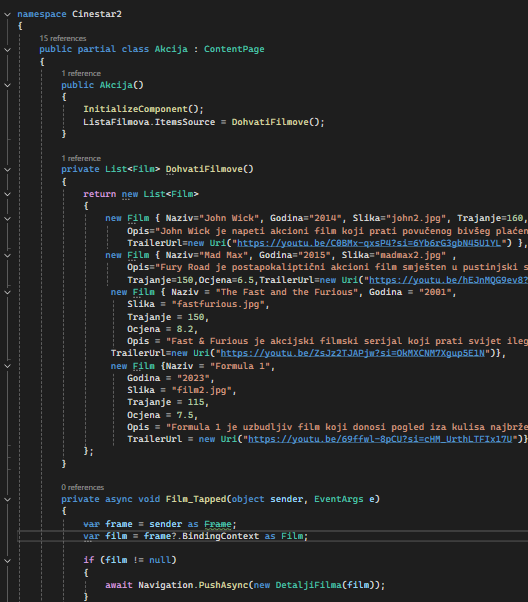 namespace Cinestar2
{
15 references
public partial class Akcija : ContentPage
{
1 reference
public Akcija()
{
InitializeComponent();
ListaFilmova.ItemsSource = DohvatiFilmove();
}
1 reference
private List<Film> DohvatiFilmove()
{
return new List<Film>
{
new Film { Naziv="John Wick", Godina="2014", Slika="john2.jpg", Trajanje=160,
Opis="John Wick je napeti akcioni film koji prati povučenog bivšeg plaćen
TrailerUrl=new Uri("https://youtu.be/C0BMx-qxsP4?si=6Yb6rG3gbN45U1YL") },
new Film { Naziv="Mad Max", Godina="2015", Slika="madmax2.jpg" ,
Opis="Fury Road je postapokaliptični akcioni film smješten u pustinjski s
Trajanje=150,Ocjena=6.5,TrailerUrl=new Uri("https://youtu.be/hEJnMQG9ev8?
new Film { Naziv = "The Fast and the Furious", Godina = "2001",
Slika = "fastfurious.jpg",
Trajanje = 150,
Ocjena = 8.2,
Opis = "Fast & Furious je akcijski filmski serijal koji prati svijet ileg
TrailerUrl=new Uri("https://youtu.be/ZsJz2TJAPjw?si=OkMXCNM7Xgup5E1N")},
new Film {Naziv = "Formula 1",
Godina = "2023",
Slika = "film2.jpg",
Trajanje = 115,
Ocjena = 7.5,
Opis = "Formula 1 je uzbudljiv film koji donosi pogled iza kulisa najbrže
TrailerUrl = new Uri("https://youtu.be/69ffwl-8pCU?si=cHM_UrthLTFIx17U")}
};
}
0 references
private async void Film_Tapped(object sender, EventArgs e)
{
var frame = sender as Frame;
var film = frame?.BindingContext as Film;
if (film != null)
{
await Navigation.PushAsync(new DetaljiFilma(film));
}